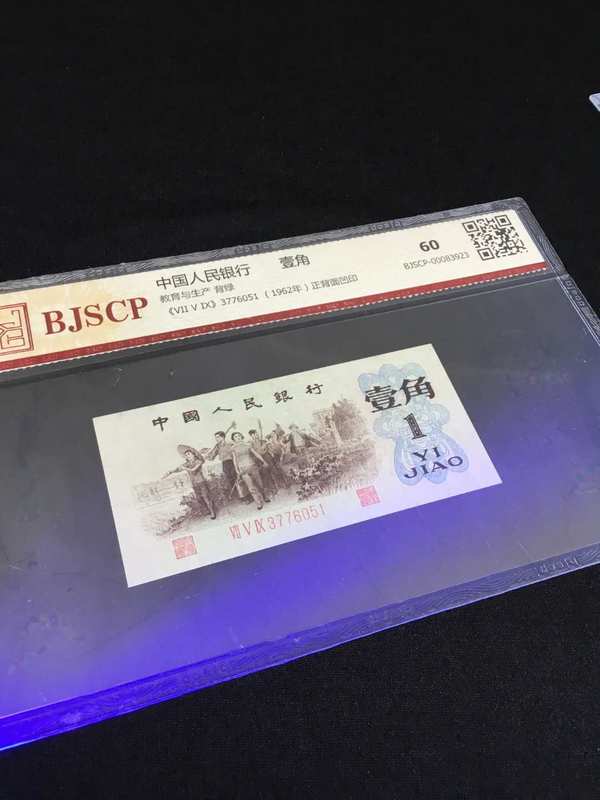 BJSCP
中国人民银行 壹角
教育与生产 背绿
《VII V IX》3776051 (1962年) 正背面凹印
60
BJSCP-00083923
中國人民銀行
壹角
1
YI
JIAO
VII V IX 3776051